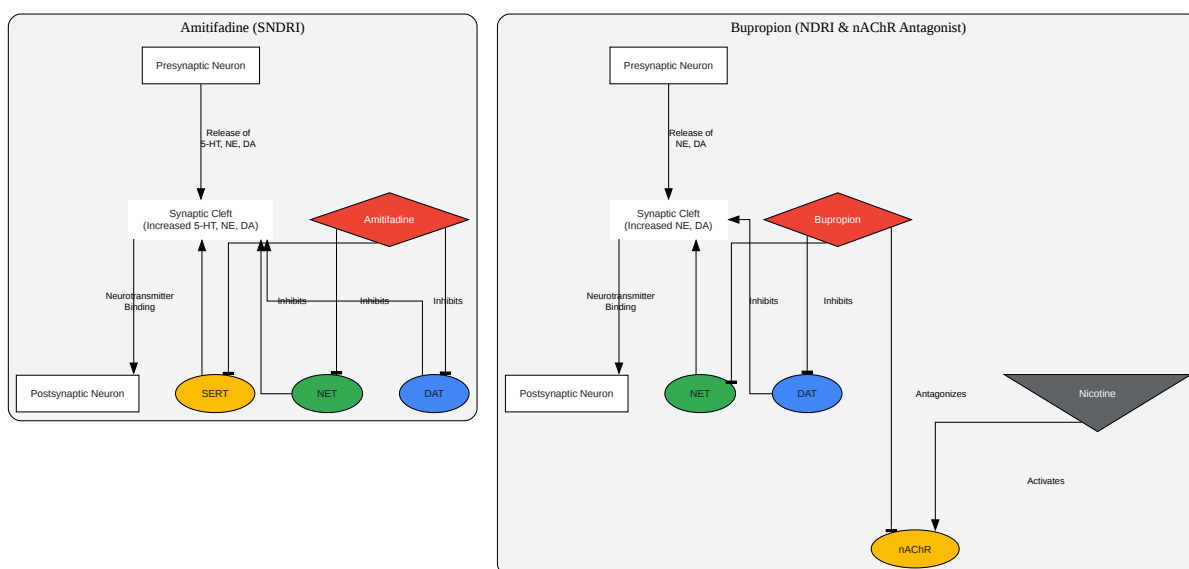 Amitifadine (SNDRI)
Presynaptic Neuron
Release of
5-HT, NE, DA
Synaptic Cleft
(Increased 5-HT, NE, DA)
Amitifadine
Neurotransmitter
Binding
Inhibits
Inhibits
Inhibits
Postsynaptic Neuron
SERT
NET
DAT
Bupropion (NDRI & nAChR Antagonist)
Presynaptic Neuron
Release of
NE, DA
Synaptic Cleft
(Increased NE, DA)
Bupropion
Neurotransmitter
Binding
Inhibits
Inhibits
Postsynaptic Neuron
NET
DAT
Antagonizes
Nicotine
Activates
nAChR